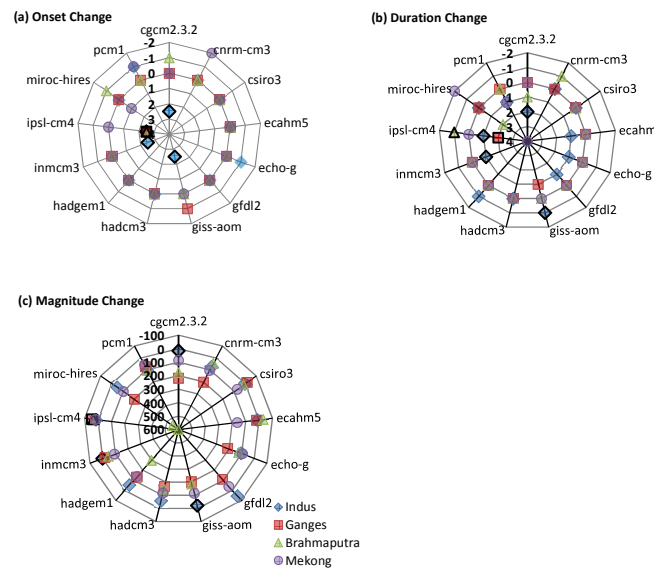 (a) Onset Change
cgcm2.3.2
cnrm-cm3
csiro3
ecahm5
echo-g
gfdl2
giss-aom
hadcm3
hadgem1
inmcm3
ipsl-cm4
miroc-hires
pcm1
-2
-1
0
1
2
3
(b) Duration Change
cgcm2.3.2
cnrm-cm3
csiro3
ecahm
echo-g
gfdl2
giss-aom
hadcm3
hadgem1
inmcm3
ipsl-cm4
miroc-hires
pcm1
-2
-1
0
1
2
3
4
(c) Magnitude Change
cgcm2.3.2
cnrm-cm3
csiro3
ecahm5
echo-g
gfdl2
giss-aom
hadcm3
hadgem1
inmcm3
ipsl-cm4
miroc-hires
pcm1
-100
0
100
200
300
400
500
600
Indus
Ganges
Brahmaputra
Mekong